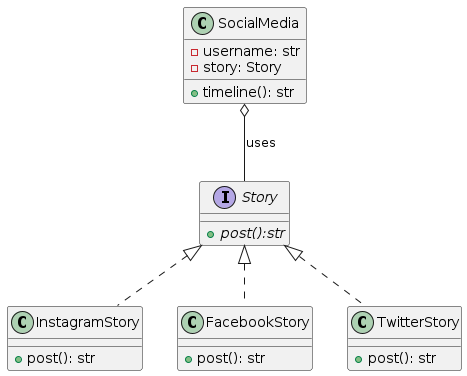 C SocialMedia
username: str
story: Story
timeline(): str
uses
I Story
post():str
C InstagramStory
post(): str
C FacebookStory
post(): str
C TwitterStory
post(): str